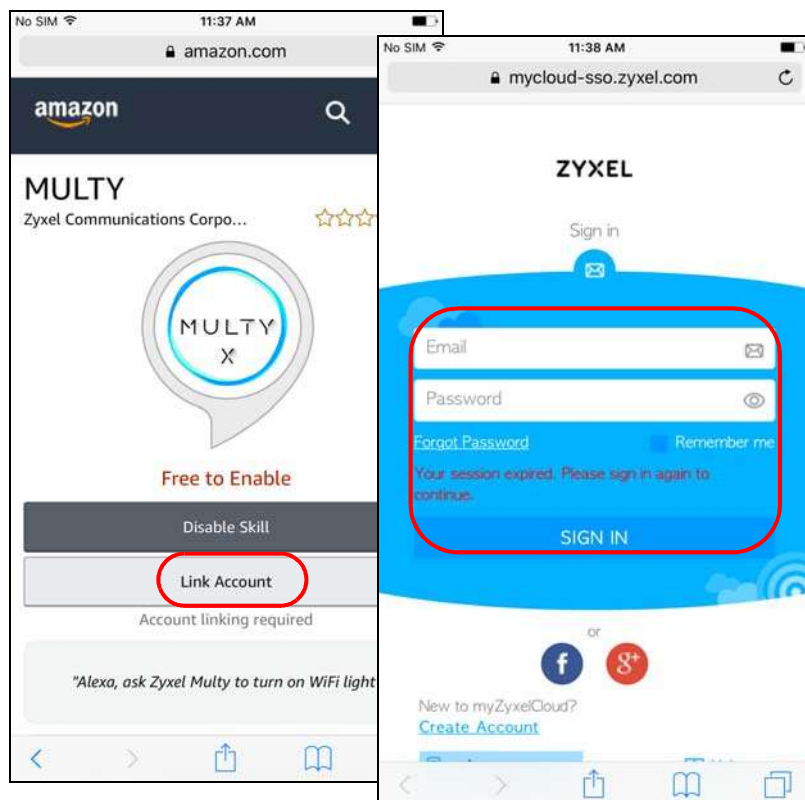 No SIM 11:37 AM
amazon.com
amazon
MULTY
Zyxel Communications Corpo...
MULTY
X
Free to Enable
Disable Skill
Link Account
Account linking required
"Alexa, ask Zyxel Multy to turn on WiFi light
No SIM 11:38 AM
mycloud-sso.zyxel.com
ZYXEL
Sign in
Email
Password
Forgot Password Remember me
Your session expired. Please sign in again to
continue.
SIGN IN
or
f 8+
New to myZyxelCloud?
Create Account